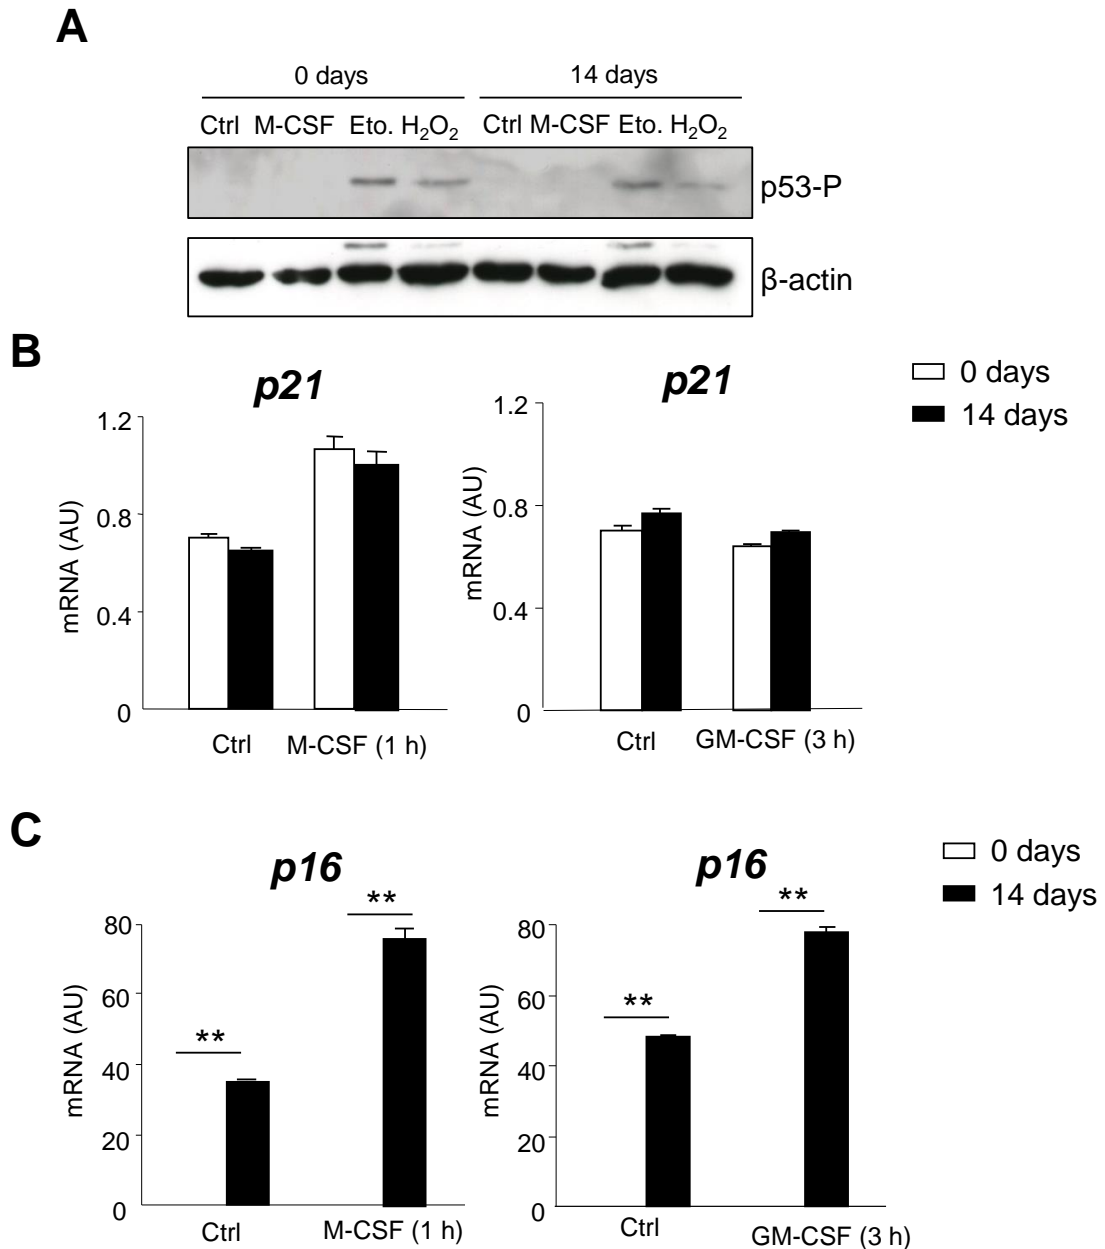 A
0 days 14 days
Ctrl M-CSF Eto. H₂O₂ Ctrl M-CSF Eto. H₂O₂
p53-P
β-actin
B
p21
p21
0 days
14 days
1.2
0.8
0.4
0
mRNA (AU)
Ctrl M-CSF (1 h)
1.2
0.8
0.4
0
mRNA (AU)
Ctrl GM-CSF (3 h)
C
p16
p16
0 days
14 days
80
60
40
20
0
mRNA (AU)
**
**
Ctrl M-CSF (1 h)
80
60
40
20
0
mRNA (AU)
**
**
Ctrl GM-CSF (3 h)